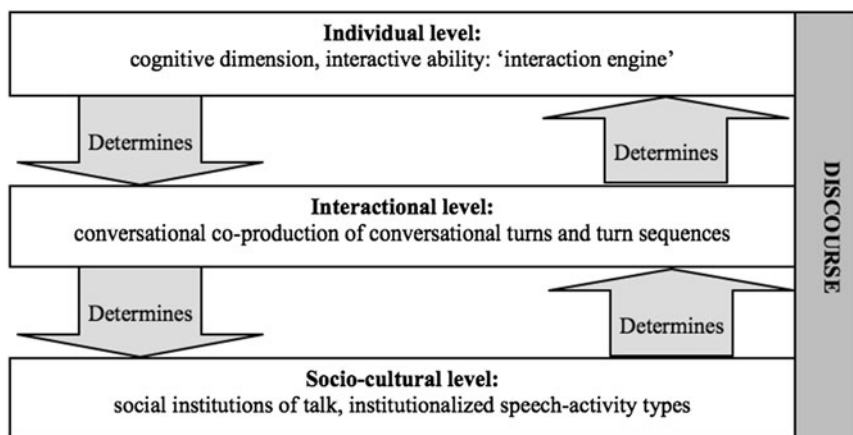 Individual level:
cognitive dimension, interactive ability: ‘interaction engine’
Determines
Determines
Interactional level:
conversational co-production of conversational turns and turn sequences
Determines
Determines
Socio-cultural level:
social institutions of talk, institutionalized speech-activity types
DISCOURSE